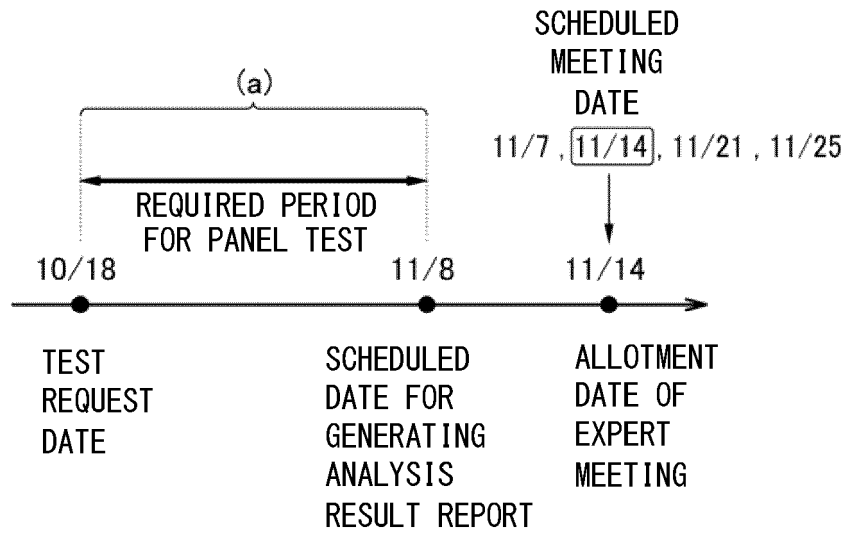 SCHEDULED
MEETING
DATE
(a)
11/7 , 11/14 , 11/21 , 11/25
REQUIRED PERIOD
FOR PANEL TEST
10/18
11/8
11/14
TEST
REQUEST
DATE
SCHEDULED
DATE FOR
GENERATING
ANALYSIS
RESULT REPORT
ALLOTMENT
DATE OF
EXPERT
MEETING